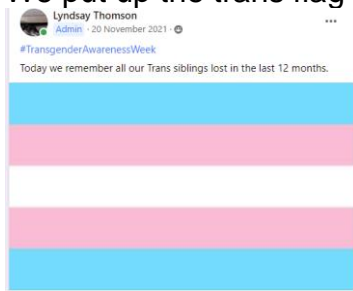 We put up the trans flag
Lyndsay Thomson
Admin · 20 November 2021 ·
#TransgenderAwarenessWeek
Today we remember all our Trans siblings lost in the last 12 months.